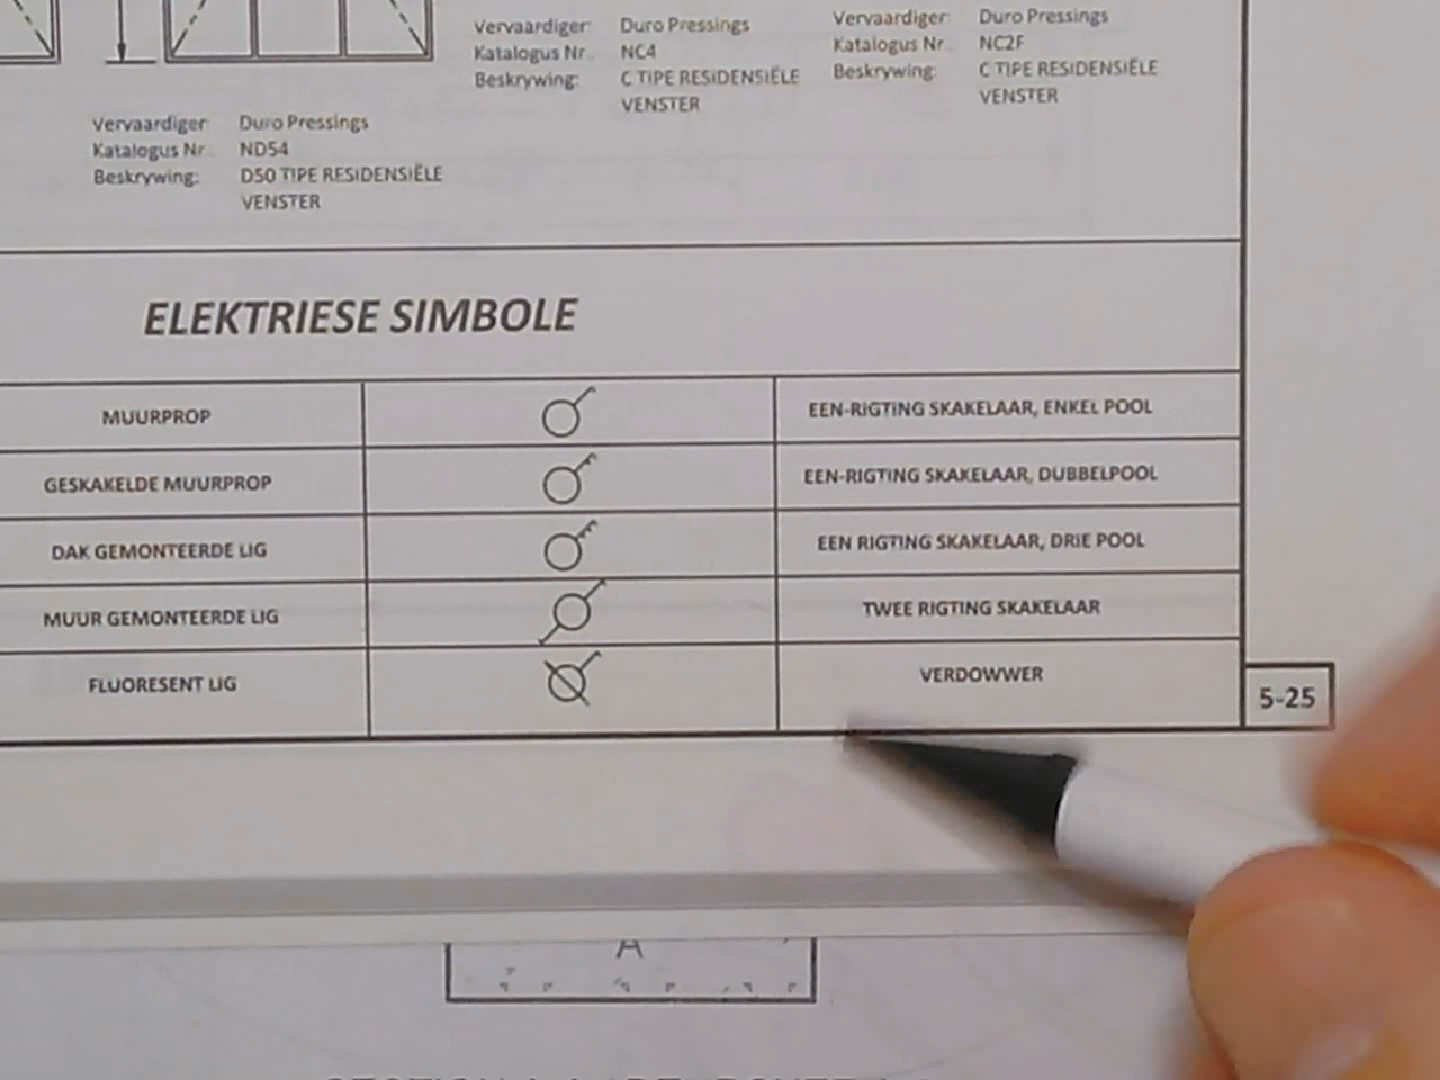 Vervaardiger: Duro Pressings
Katalogus Nr.. NC4
Beskrywing: C TIPE RESIDENSIËLE
VENSTER
Vervaardiger: Duro Pressings
Katalogus Nr.. NC2F
Beskrywing: C TIPE RESIDENSIËLE
VENSTER
Vervaardiger: Duro Pressings
Katalogus Nr.. ND54
Beskrywing: D50 TIPE RESIDENSIËLE
VENSTER
ELEKTRIESE SIMBOLE
MUURPROP
EEN-RIGTING SKAKELAAR, ENKEL POOL
GESKAKELDE MUURPROP
EEN-RIGTING SKAKELAAR, DUBBELPOOL
DAK GEMONTEERDE LIG
EEN RIGTING SKAKELAAR, DRIE POOL
MUUR GEMONTEERDE LIG
TWEE RIGTING SKAKELAAR
FLUORESENT LIG
VERDOWWER
5-25
A